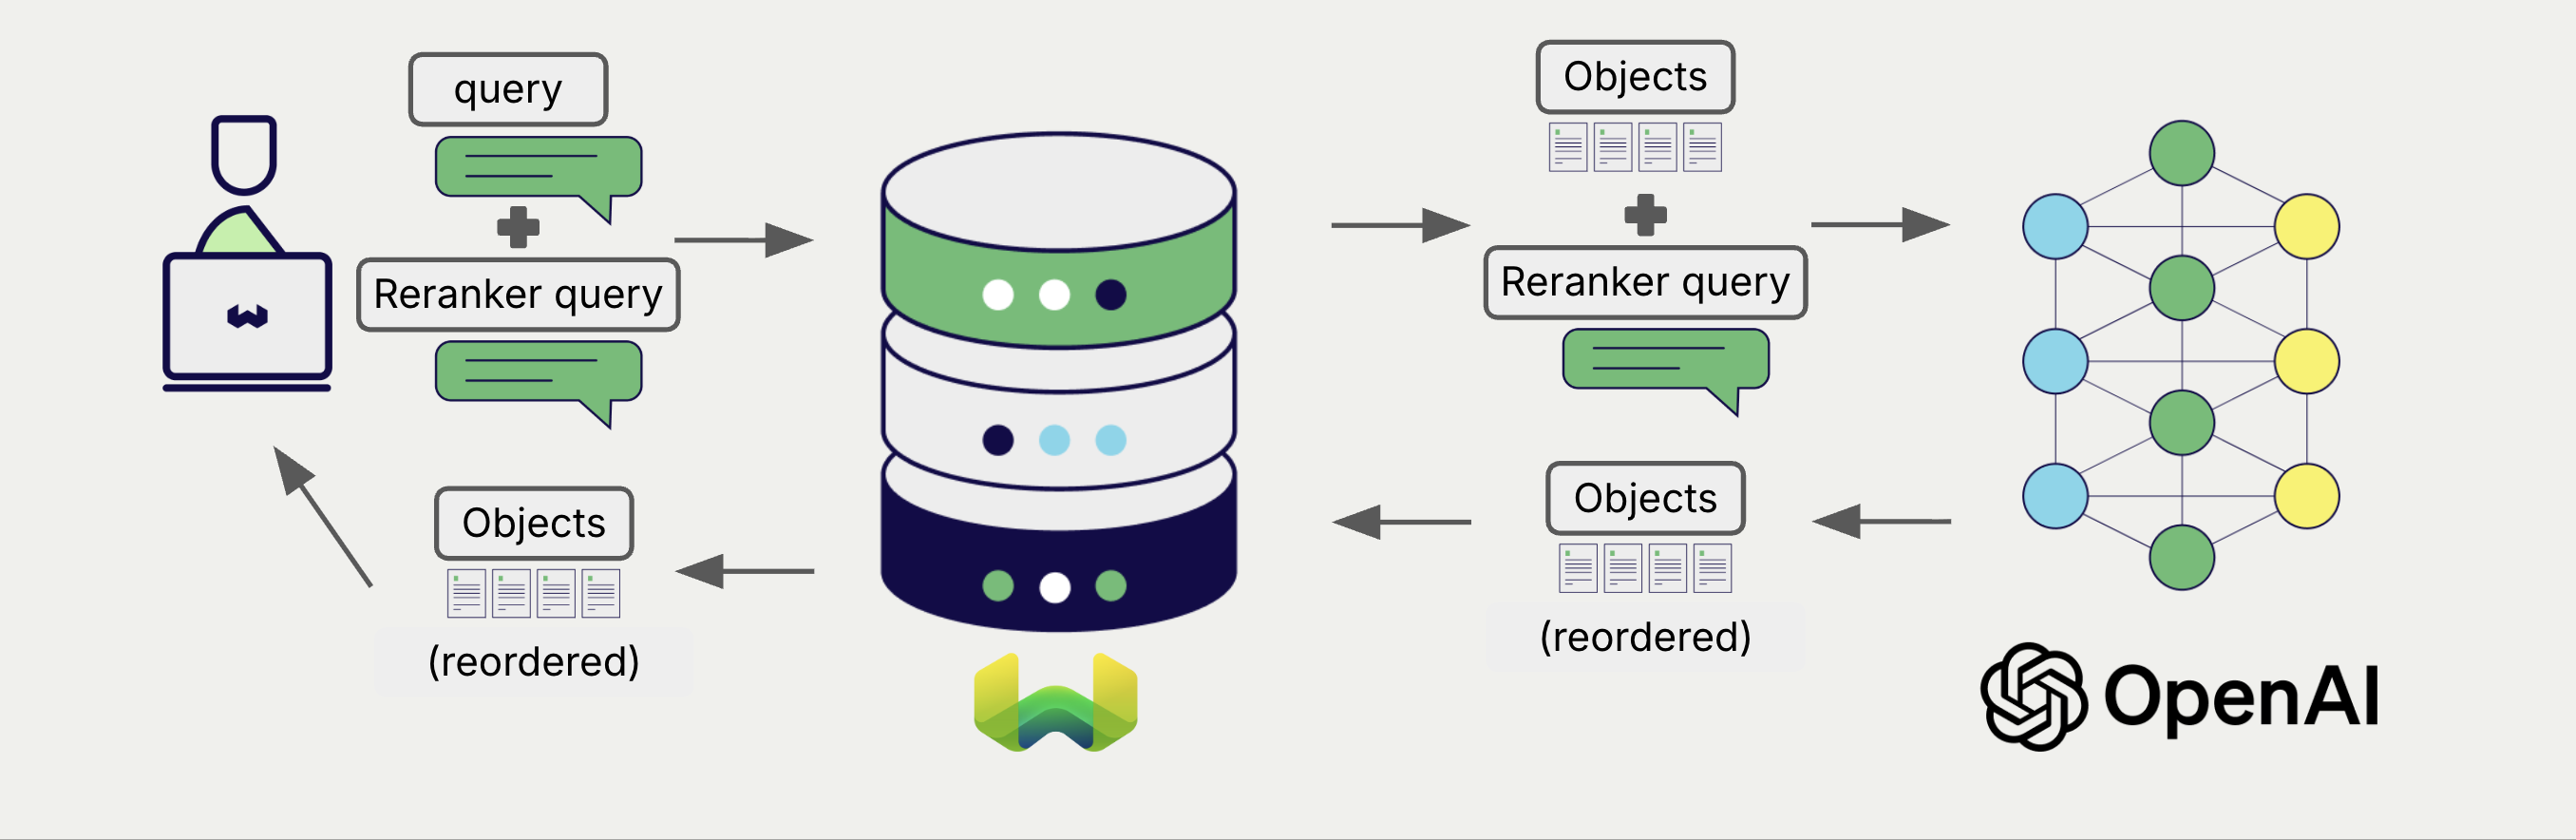 query
Reranker query
Objects
(reordered)
Objects
Reranker query
Objects
(reordered)
OpenAI